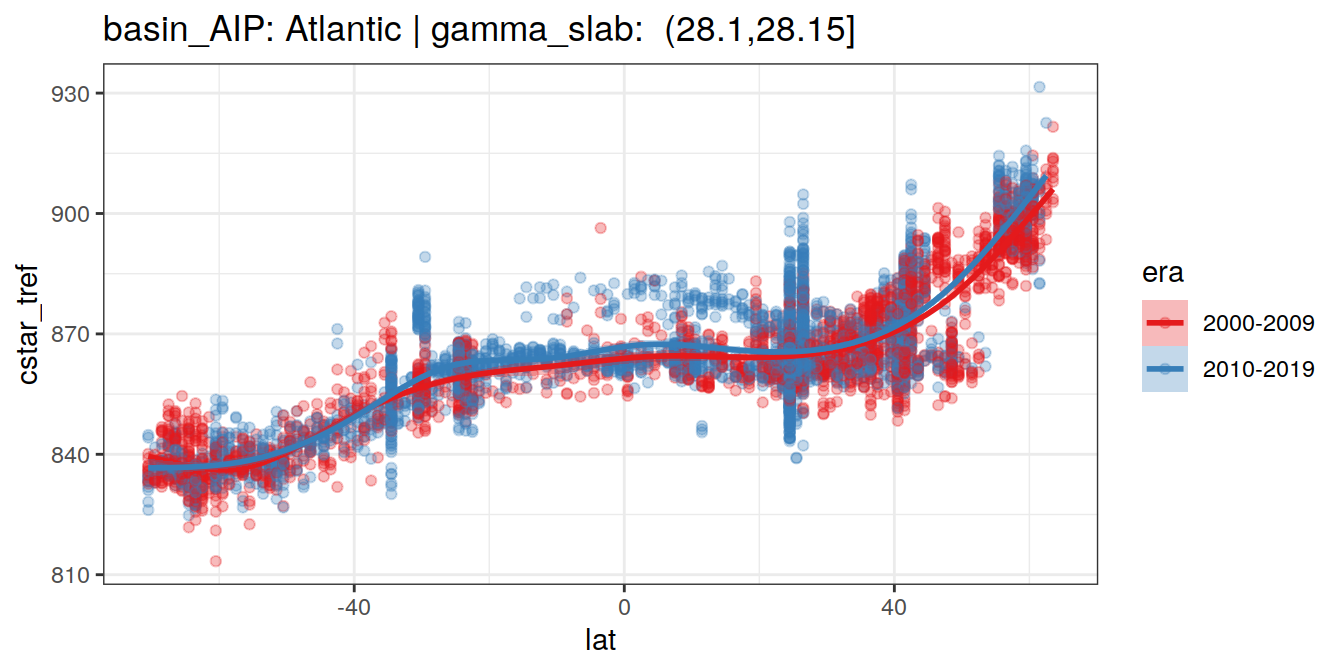 basin_AIP: Atlantic | gamma_slab:  (28.1,28.15]
930
900
870
840
810
cstar_tref
-40
0
40
lat
era
2000-2009
2010-2019